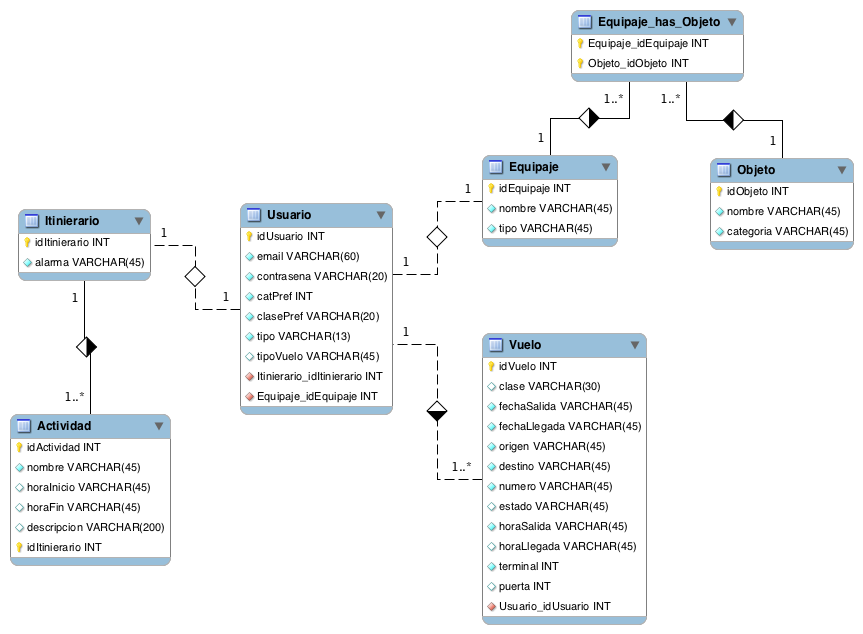 Equipaje_has_Objeto
Equipaje_idEquipaje INT
Objeto_idObjeto INT
1..*
1..*
1
1
Equipaje
idEquipaje INT
nombre VARCHAR(45)
tipo VARCHAR(45)
Objeto
idObjeto INT
nombre VARCHAR(45)
categoria VARCHAR(45)
Itinierario
idItinierario INT
alarma VARCHAR(45)
1
1
1
1
Usuario
idUsuario INT
email VARCHAR(60)
contrasena VARCHAR(20)
catPref INT
clasePref VARCHAR(20)
tipo VARCHAR(13)
tipoVuelo VARCHAR(45)
Itinierario_idItinierario INT
Equipaje_idEquipaje INT
1
1..*
1
1..*
Actividad
idActividad INT
nombre VARCHAR(45)
horaInicio VARCHAR(45)
horaFin VARCHAR(45)
descripcion VARCHAR(200)
idItinierario INT
Vuelo
idVuelo INT
clase VARCHAR(30)
fechaSalida VARCHAR(45)
fechaLlegada VARCHAR(45)
origen VARCHAR(45)
destino VARCHAR(45)
numero VARCHAR(45)
estado VARCHAR(45)
horaSalida VARCHAR(45)
horaLlegada VARCHAR(45)
terminal INT
puerta INT
Usuario_idUsuario INT